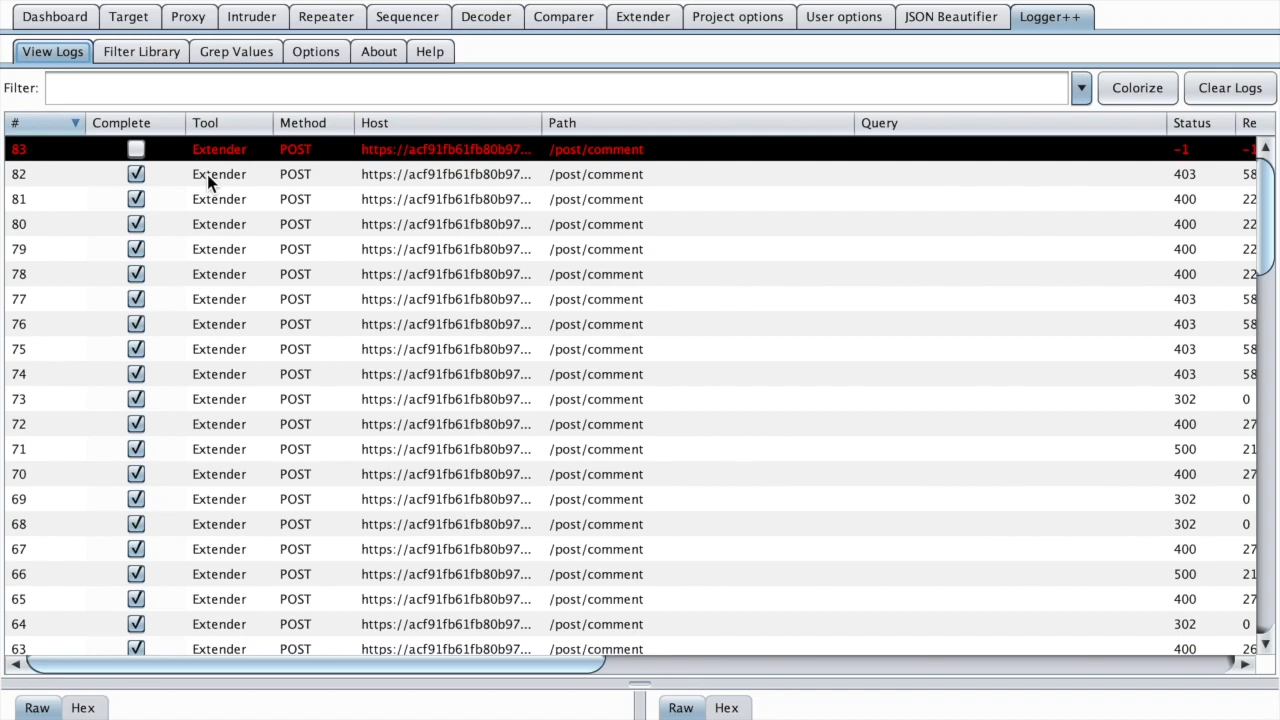 Dashboard Target Proxy Intruder Repeater Sequencer Decoder Comparer Extender Project options User options JSON Beautifier Logger++
View Logs Filter Library Grep Values Options About Help
Filter: Colorize Clear Logs
# Complete Tool Method Host Path Query Status Re
83 Extender POST https://acf91fb61fb80b97... /post/comment -1 -1
82 Extender POST https://acf91fb61fb80b97... /post/comment 403 58
81 Extender POST https://acf91fb61fb80b97... /post/comment 400 22
80 Extender POST https://acf91fb61fb80b97... /post/comment 400 22
79 Extender POST https://acf91fb61fb80b97... /post/comment 400 22
78 Extender POST https://acf91fb61fb80b97... /post/comment 400 22
77 Extender POST https://acf91fb61fb80b97... /post/comment 403 58
76 Extender POST https://acf91fb61fb80b97... /post/comment 403 58
75 Extender POST https://acf91fb61fb80b97... /post/comment 403 58
74 Extender POST https://acf91fb61fb80b97... /post/comment 403 58
73 Extender POST https://acf91fb61fb80b97... /post/comment 302 0
72 Extender POST https://acf91fb61fb80b97... /post/comment 400 27
71 Extender POST https://acf91fb61fb80b97... /post/comment 500 21
70 Extender POST https://acf91fb61fb80b97... /post/comment 400 27
69 Extender POST https://acf91fb61fb80b97... /post/comment 302 0
68 Extender POST https://acf91fb61fb80b97... /post/comment 302 0
67 Extender POST https://acf91fb61fb80b97... /post/comment 400 27
66 Extender POST https://acf91fb61fb80b97... /post/comment 500 21
65 Extender POST https://acf91fb61fb80b97... /post/comment 400 27
64 Extender POST https://acf91fb61fb80b97... /post/comment 302 0
63 Extender POST https://acf91fb61fb80b97... /post/comment 400 26
Raw Hex Raw Hex